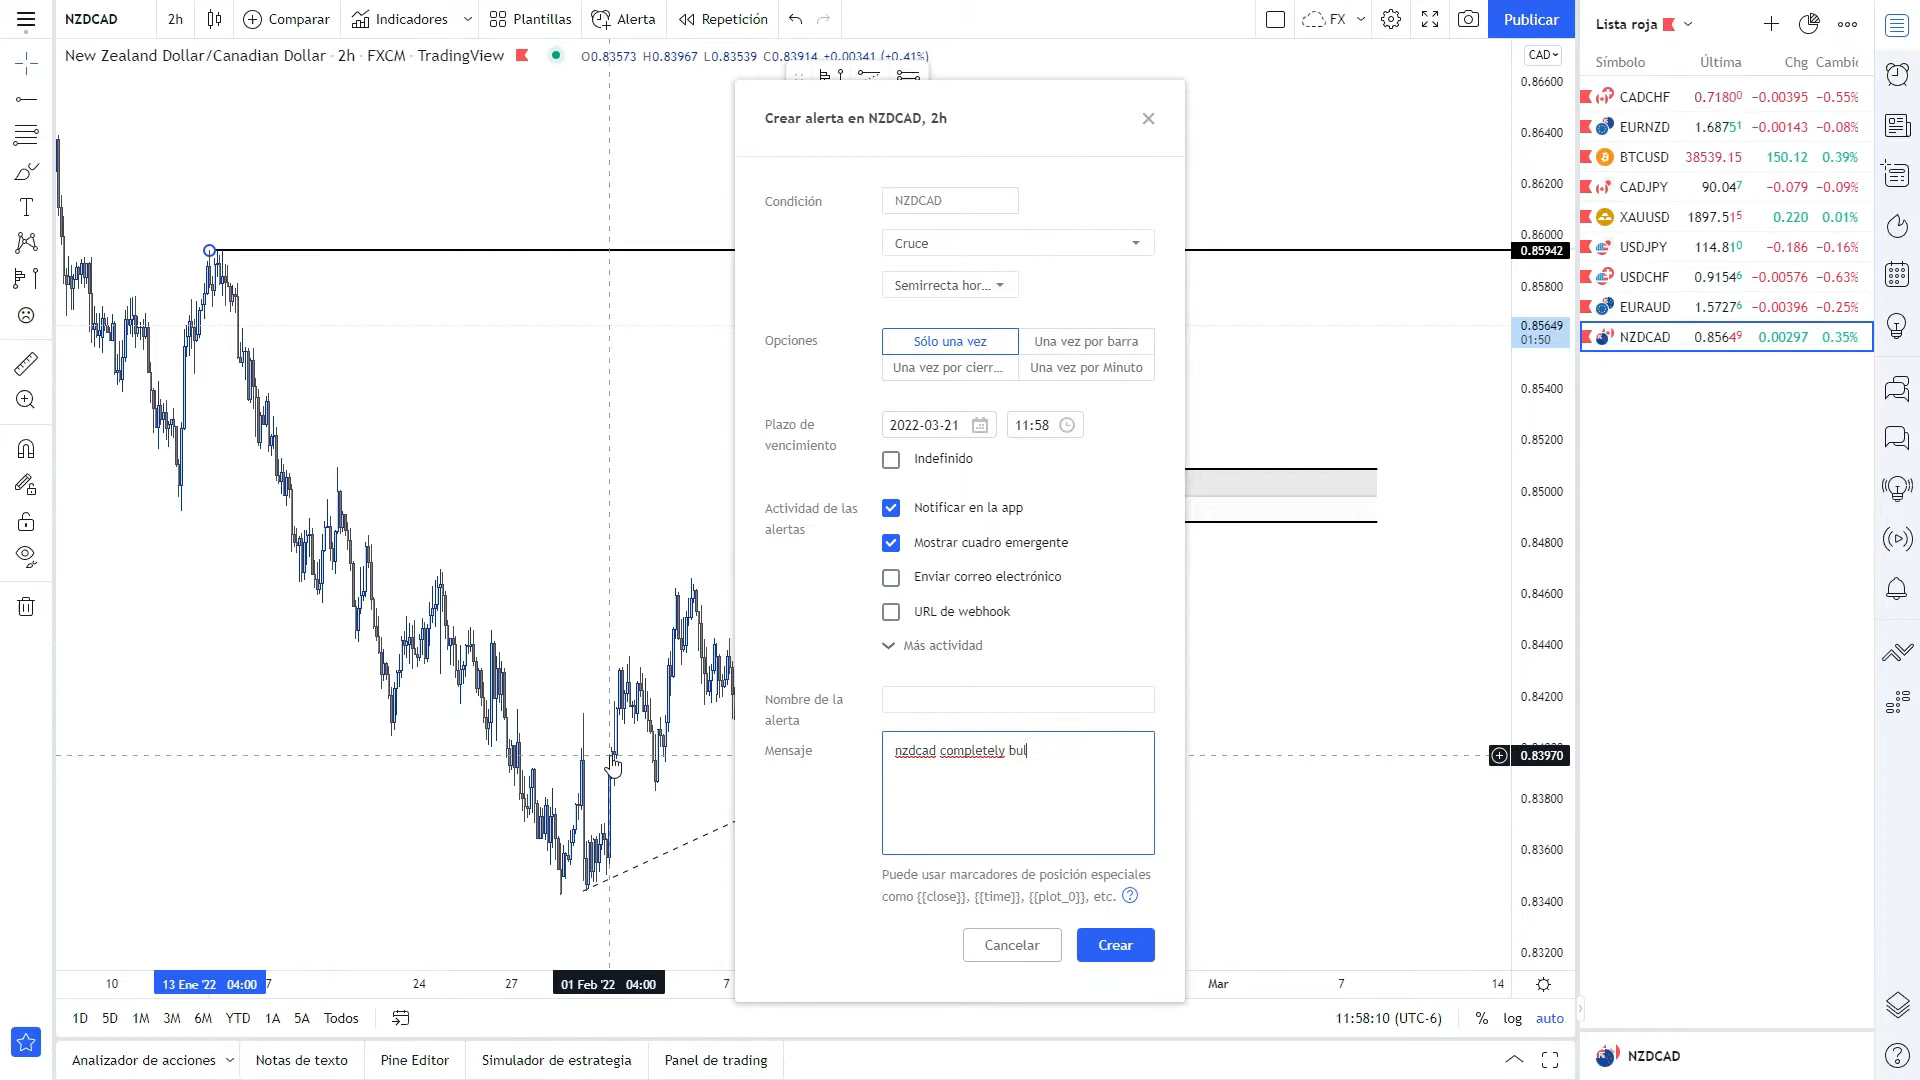 NZDCAD 2h Comparar Indicadores Plantillas Alerta Repetición FX Publicar
New Zealand Dollar/Canadian Dollar · 2h · FXCM · TradingView O0.83573 H0.83967 L0.83539 C0.83914 +0.00341 (+0.41%)
CAD
0.86600
0.86400
0.86200
0.86000
0.85942
0.85800
0.85649
01:50
0.85400
0.85200
0.85000
0.84800
0.84600
0.84400
0.84200
0.83970
0.83800
0.83600
0.83400
0.83200
Crear alerta en NZDCAD, 2h
Condición NZDCAD
Cruce
Semirrecta hor...
Opciones Sólo una vez Una vez por barra
Una vez por cierr... Una vez por Minuto
Plazo de vencimiento 2022-03-21 11:58
Indefinido
Actividad de las alertas
Notificar en la app
Mostrar cuadro emergente
Enviar correo electrónico
URL de webhook
Más actividad
Nombre de la alerta
Mensaje nzdcad completely bul
Puede usar marcadores de posición especiales
como {{close}}, {{time}}, {{plot_0}}, etc.
Cancelar Crear
10 13 Ene '22 04:00 7 24 27 01 Feb '22 04:00 7 Mar 7 14
1D 5D 1M 3M 6M YTD 1A 5A Todos 11:58:10 (UTC-6) % log auto
Analizador de acciones Notas de texto Pine Editor Simulador de estrategia Panel de trading
Lista roja
Símbolo Última Chg Cambic
CADCHF 0.71800 −0.00395 −0.55%
EURNZD 1.68751 −0.00143 −0.08%
BTCUSD 38539.15 150.12 0.39%
CADJPY 90.047 −0.079 −0.09%
XAUUSD 1897.515 0.220 0.01%
USDJPY 114.810 −0.186 −0.16%
USDCHF 0.91546 −0.00576 −0.63%
EURAUD 1.57276 −0.00396 −0.25%
NZDCAD 0.85649 0.00297 0.35%
NZDCAD